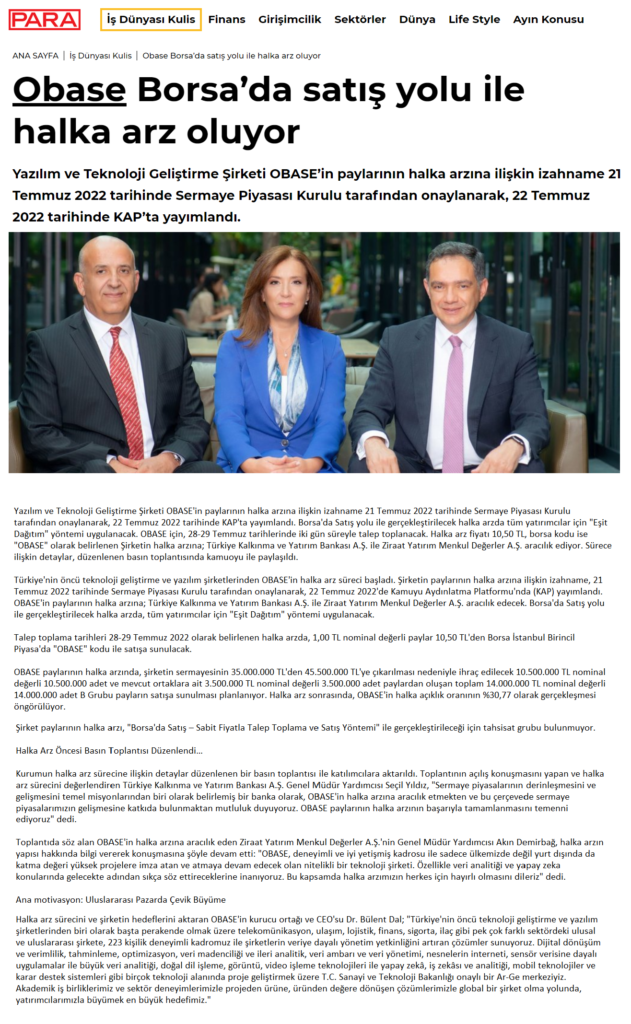 PARA İş Dünyası Kulis Finans Girişimcilik Sektörler Dünya Life Style Ayın Konusu
ANA SAYFA | İş Dünyası Kulis | Obase Borsa'da satış yolu ile halka arz oluyor
Obase Borsa'da satış yolu ile
halka arz oluyor
Yazılım ve Teknoloji Geliştirme Şirketi OBASE'in paylarının halka arzına ilişkin izahname 21
Temmuz 2022 tarihinde Sermaye Piyasası Kurulu tarafından onaylanarak, 22 Temmuz
2022 tarihinde KAP'ta yayımlandı.
Yazılım ve Teknoloji Geliştirme Şirketi OBASE'in paylarının halka arzına ilişkin izahname 21 Temmuz 2022 tarihinde Sermaye Piyasası Kurulu
tarafından onaylanarak, 22 Temmuz 2022 tarihinde KAP'ta yayımlandı. Borsa'da Satış yolu ile gerçekleştirilecek halka arzda tüm yatırımcılar için "Eşit
Dağıtım" yöntemi uygulanacak. OBASE için, 28-29 Temmuz tarihlerinde iki gün süreyle talep toplanacak. Halka arz fiyatı 10,50 TL, borsa kodu ise
"OBASE" olarak belirlenen Şirketin halka arzına; Türkiye Kalkınma ve Yatırım Bankası A.Ş. ile Ziraat Yatırım Menkul Değerler A.Ş. aracılık ediyor. Sürece
ilişkin detaylar, düzenlenen basın toplantısında kamuoyu ile paylaşıldı.
Türkiye'nin öncü teknoloji geliştirme ve yazılım şirketlerinden OBASE'in halka arz süreci başladı. Şirketin paylarının halka arzına ilişkin izahname, 21
Temmuz 2022 tarihinde Sermaye Piyasası Kurulu tarafından onaylanarak, 22 Temmuz 2022'de Kamuyu Aydınlatma Platformu'nda (KAP) yayımlandı.
OBASE'in paylarının halka arzına; Türkiye Kalkınma ve Yatırım Bankası A.Ş. ile Ziraat Yatırım Menkul Değerler A.Ş. aracılık edecek. Borsa'da Satış yolu
ile gerçekleştirilecek halka arzda, tüm yatırımcılar için "Eşit Dağıtım" yöntemi uygulanacak.
Talep toplama tarihleri 28-29 Temmuz 2022 olarak belirlenen halka arzda, 1,00 TL nominal değerli paylar 10,50 TL'den Borsa İstanbul Birincil
Piyasa'da "OBASE" kodu ile satışa sunulacak.
OBASE paylarının halka arzında, şirketin sermayesinin 35.000.000 TL'den 45.500.000 TL'ye çıkarılması nedeniyle ihraç edilecek 10.500.000 TL nominal
değerli 10.500.000 adet ve mevcut ortaklara ait 3.500.000 TL nominal değerli 3.500.000 adet paylardan oluşan toplam 14.000.000 TL nominal değerli
14.000.000 adet B Grubu payların satışa sunulması planlanıyor. Halka arz sonrasında, OBASE'in halka açıklık oranının %30,77 olarak gerçekleşmesi
öngörülüyor.
Şirket paylarının halka arzı, "Borsa'da Satış – Sabit Fiyatla Talep Toplama ve Satış Yöntemi" ile gerçekleştirileceği için tahsisat grubu bulunmuyor.
Halka Arz Öncesi Basın Toplantısı Düzenlendi...
Kurumun halka arz sürecine ilişkin detaylar düzenlenen bir basın toplantısı ile katılımcılara aktarıldı. Toplantının açılış konuşmasını yapan ve halka
arz sürecini değerlendiren Türkiye Kalkınma ve Yatırım Bankası A.Ş. Genel Müdür Yardımcısı Seçil Yıldız, "Sermaye piyasalarının derinleşmesini ve
gelişmesini temel misyonlarından biri olarak belirlemiş bir banka olarak, OBASE'in halka arzına aracılık etmekten ve bu çerçevede sermaye
piyasalarımızın gelişmesine katkıda bulunmaktan mutluluk duyuyoruz. OBASE paylarının halka arzının başarıyla tamamlanmasını temenni
ediyoruz" dedi.
Toplantıda söz alan OBASE'in halka arzına aracılık eden Ziraat Yatırım Menkul Değerler A.Ş.'nin Genel Müdür Yardımcısı Akın Demirbağ, halka arzın
yapısı hakkında bilgi vererek konuşmasına şöyle devam etti: "OBASE, deneyimli ve iyi yetişmiş kadrosu ile sadece ülkemizde değil yurt dışında da
katma değeri yüksek projelere imza atan ve atmaya devam edecek olan nitelikli bir teknoloji şirketi. Özellikle veri analitiği ve yapay zeka
konularında gelecekte adından sıkça söz ettireceklerine inanıyoruz. Bu kapsamda halka arzımızın herkes için hayırlı olmasını dileriz" dedi.
Ana motivasyon: Uluslararası Pazarda Çevik Büyüme
Halka arz sürecini ve şirketin hedeflerini aktaran OBASE'in kurucu ortağı ve CEO'su Dr. Bülent Dal; "Türkiye'nin öncü teknoloji geliştirme ve yazılım
şirketlerinden biri olarak başta perakende olmak üzere telekomünikasyon, ulaşım, lojistik, finans, sigorta, ilaç gibi pek çok farklı sektördeki ulusal
ve uluslararası şirkete, 223 kişilik deneyimli kadromuz ile şirketlerin veriye dayalı yönetim yetkinliğini artıran çözümler sunuyoruz. Dijital dönüşüm
ve verimlilik, tahminleme, optimizasyon, veri madenciliği ve ileri analitik, veri ambarı ve veri yönetimi, nesnelerin interneti, sensör verisine dayalı
uygulamalar ile büyük veri analitiği, doğal dil işleme, görüntü, video işleme teknolojileri ile yapay zekâ, iş zekâsı ve analitiği, mobil teknolojiler ve
karar destek sistemleri gibi birçok teknoloji alanında proje geliştirmek üzere T.C. Sanayi ve Teknoloji Bakanlığı onaylı bir Ar-Ge merkeziyiz.
Akademik iş birliklerimiz ve sektör deneyimlerimizle projeden ürüne, üründen değere dönüşen çözümlerimizle global bir şirket olma yolunda,
yatırımcılarımızla büyümek en büyük hedefimiz."